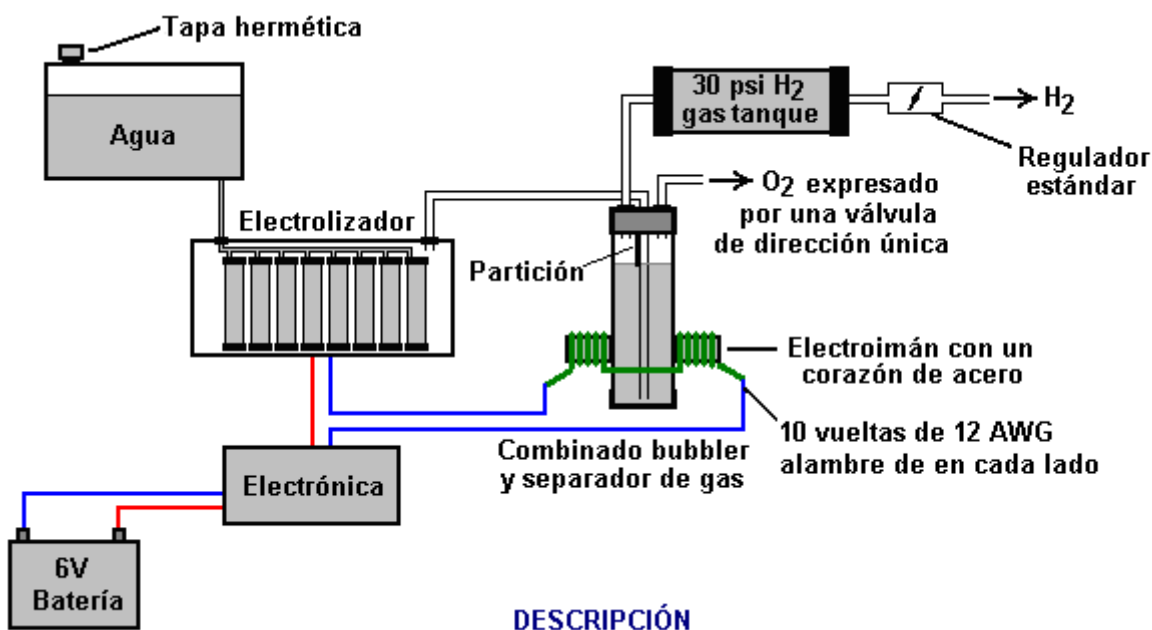 Tapa hermética
Agua
30 psi H2
gas tanque
H2
Regulador
estándar
O2 expresado
por una válvula
de dirección única
Electrolizador
Partición
Electroimán con un
corazón de acero
10 vueltas de 12 AWG
alambre de en cada lado
Combinado bubbler
y separador de gas
Electrónica
6V
Batería
DESCRIPCIÓN